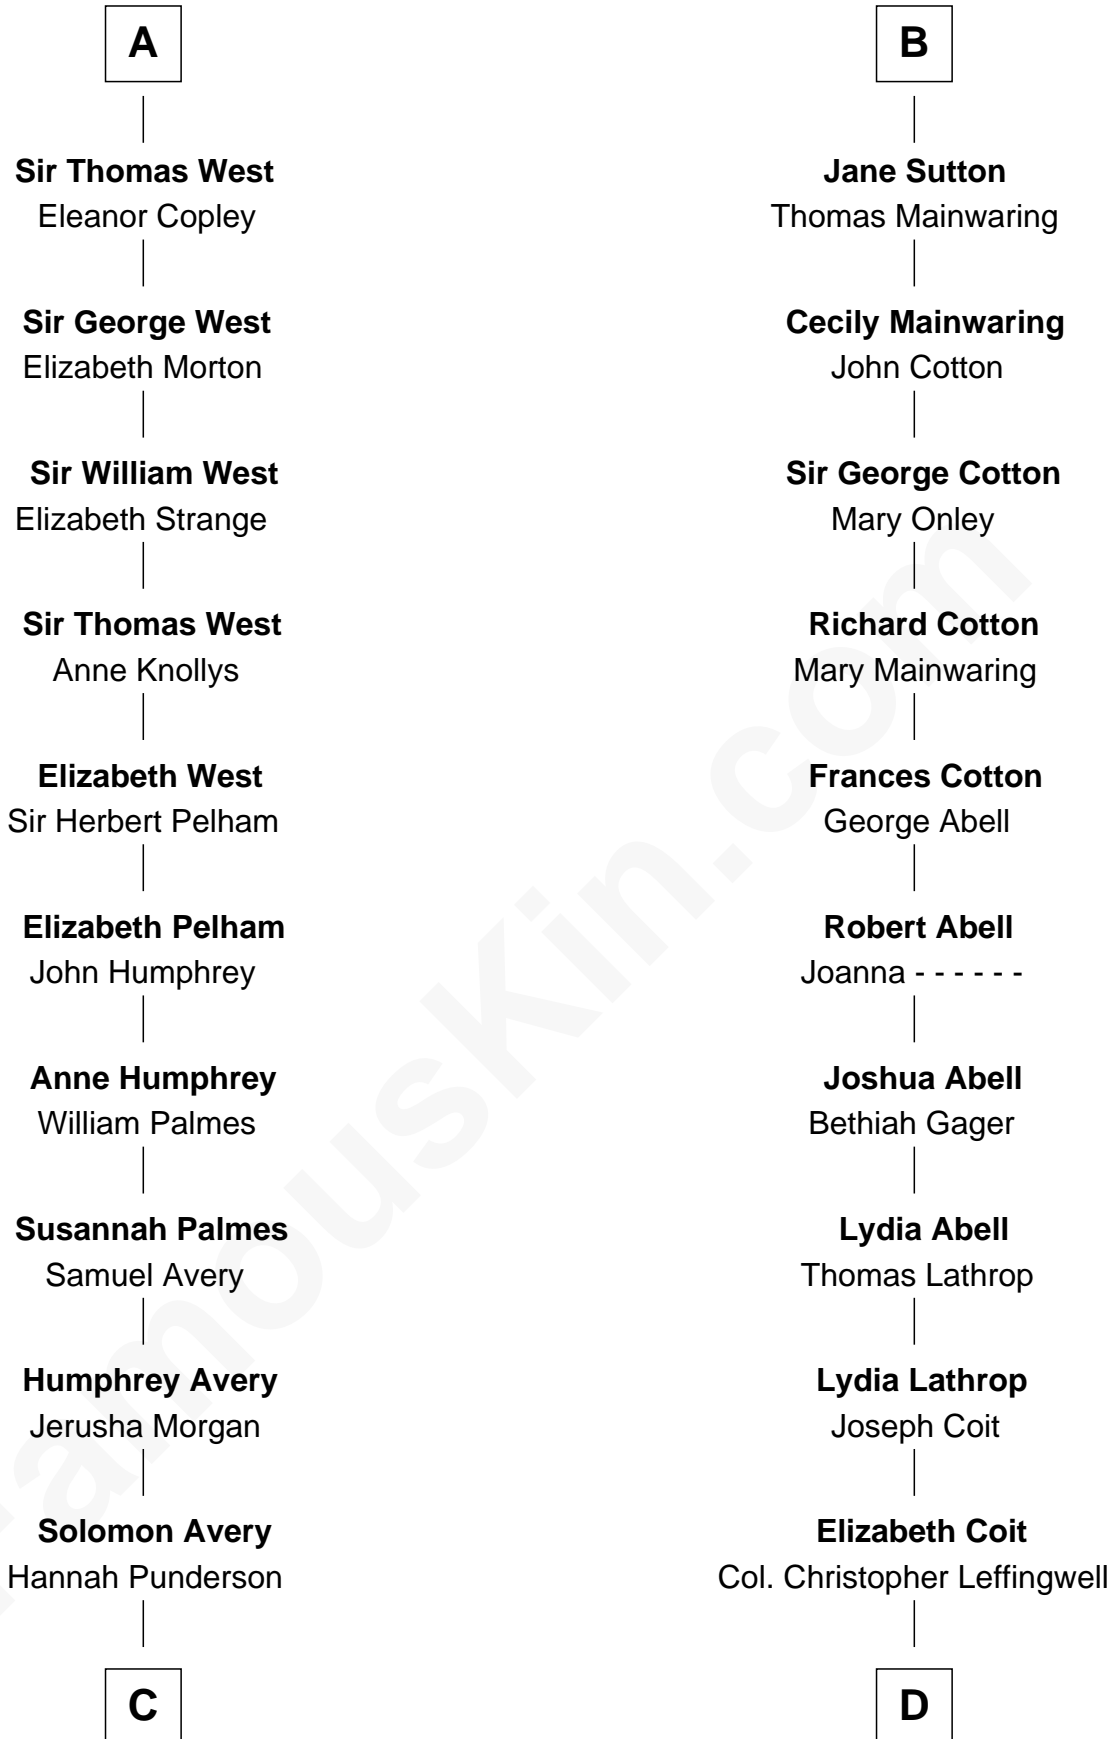 A
Sir Thomas West
Eleanor Copley
Sir George West
Elizabeth Morton
Sir William West
Elizabeth Strange
Sir Thomas West
Anne Knollys
Elizabeth West
Sir Herbert Pelham
Elizabeth Pelham
John Humphrey
Anne Humphrey
William Palmes
Susannah Palmes
Samuel Avery
Humphrey Avery
Jerusha Morgan
Solomon Avery
Hannah Punderson
C
B
Jane Sutton
Thomas Mainwaring
Cecily Mainwaring
John Cotton
Sir George Cotton
Mary Onley
Richard Cotton
Mary Mainwaring
Frances Cotton
George Abell
Robert Abell
Joanna - - - - - -
Joshua Abell
Bethiah Gager
Lydia Abell
Thomas Lathrop
Lydia Lathrop
Joseph Coit
Elizabeth Coit
Col. Christopher Leffingwell
D
FamousKin.com